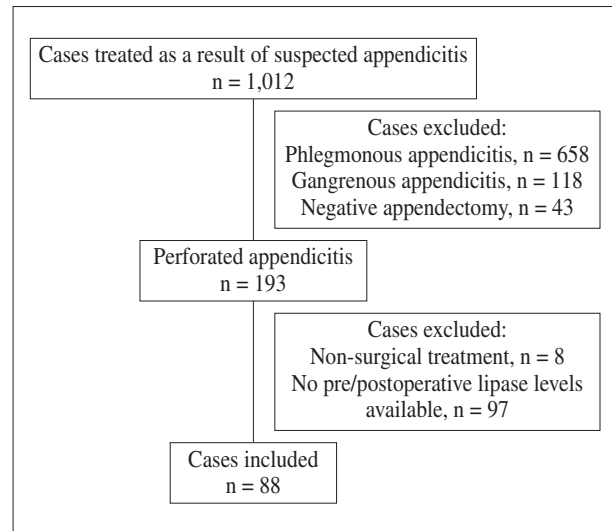 Cases treated as a result of suspected appendicitis
n = 1,012
Cases excluded:
Phlegmonous appendicitis, n = 658
Gangrenous appendicitis, n = 118
Negative appendectomy, n = 43
Perforated appendicitis
n = 193
Cases excluded:
Non-surgical treatment, n = 8
No pre/postoperative lipase levels
available, n = 97
Cases included
n = 88